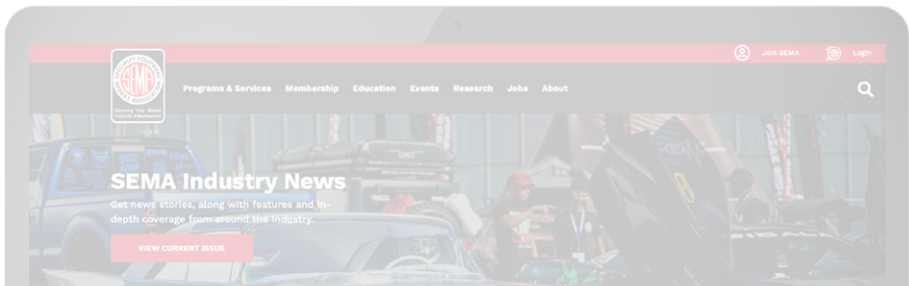 Join SEMA
Login
SEMA
Programs & Services
Membership
Education
Events
Research
Jobs
About
SEMA Industry News
Get news stories, along with features and in-
depth coverage from around the industry.
VIEW CURRENT ISSUE